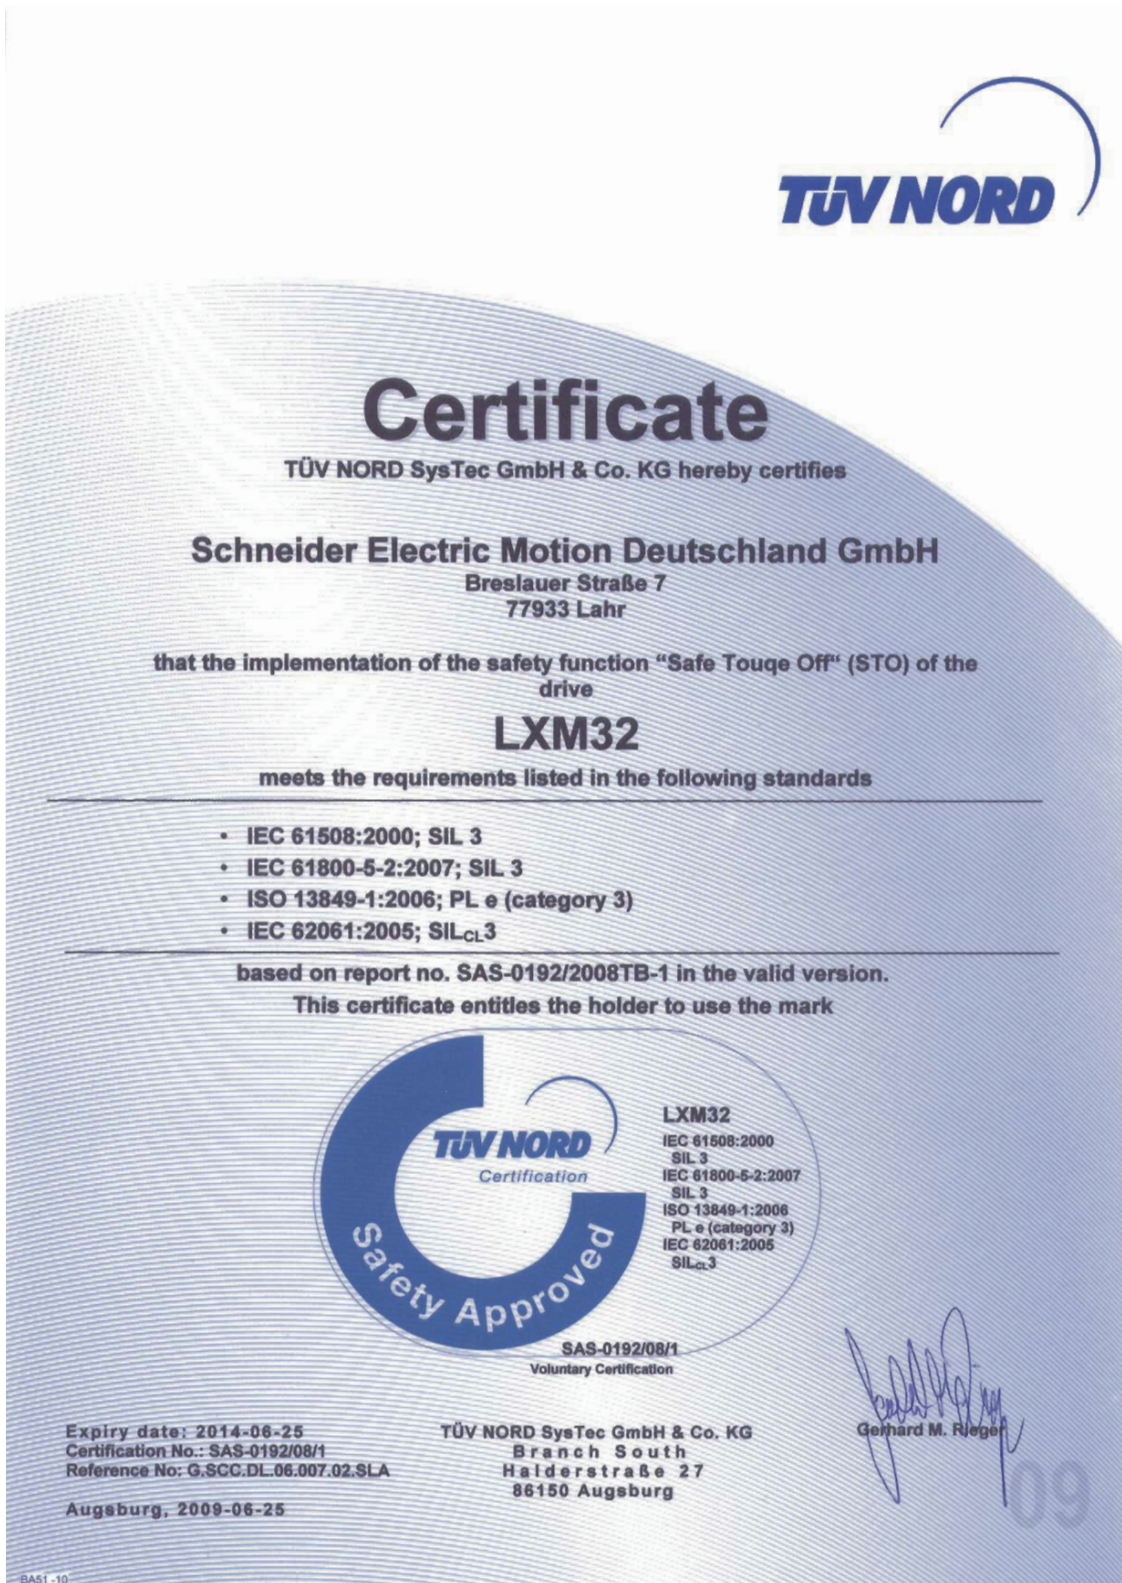 TÜV NORD
Certificate
TÜV NORD SysTec GmbH & Co. KG hereby certifies
Schneider Electric Motion Deutschland GmbH
Breslauer Straße 7
77933 Lahr
that the implementation of the safety function “Safe Touqe Off“ (STO) of the
drive
LXM32
meets the requirements listed in the following standards
• IEC 61508:2000; SIL 3
• IEC 61800-5-2:2007; SIL 3
• ISO 13849-1:2006; PL e (category 3)
• IEC 62061:2005; SILCL3
based on report no. SAS-0192/2008TB-1 in the valid version.
This certificate entitles the holder to use the mark
TÜV NORD
Certification
Safety Approved
LXM32
IEC 61508:2000
SIL 3
IEC 61800-5-2:2007
SIL 3
ISO 13849-1:2006
PL e (category 3)
IEC 62061:2005
SILCL3
SAS-0192/08/1
Voluntary Certification
Expiry date: 2014-06-25
Certification No.: SAS-0192/08/1
Reference No: G.SCC.DL.06.007.02.SLA
Augsburg, 2009-06-25
TÜV NORD SysTec GmbH & Co. KG
Branch South
Halderstraße 27
86150 Augsburg
Gerhard M. Rieger
09
BA51 -10